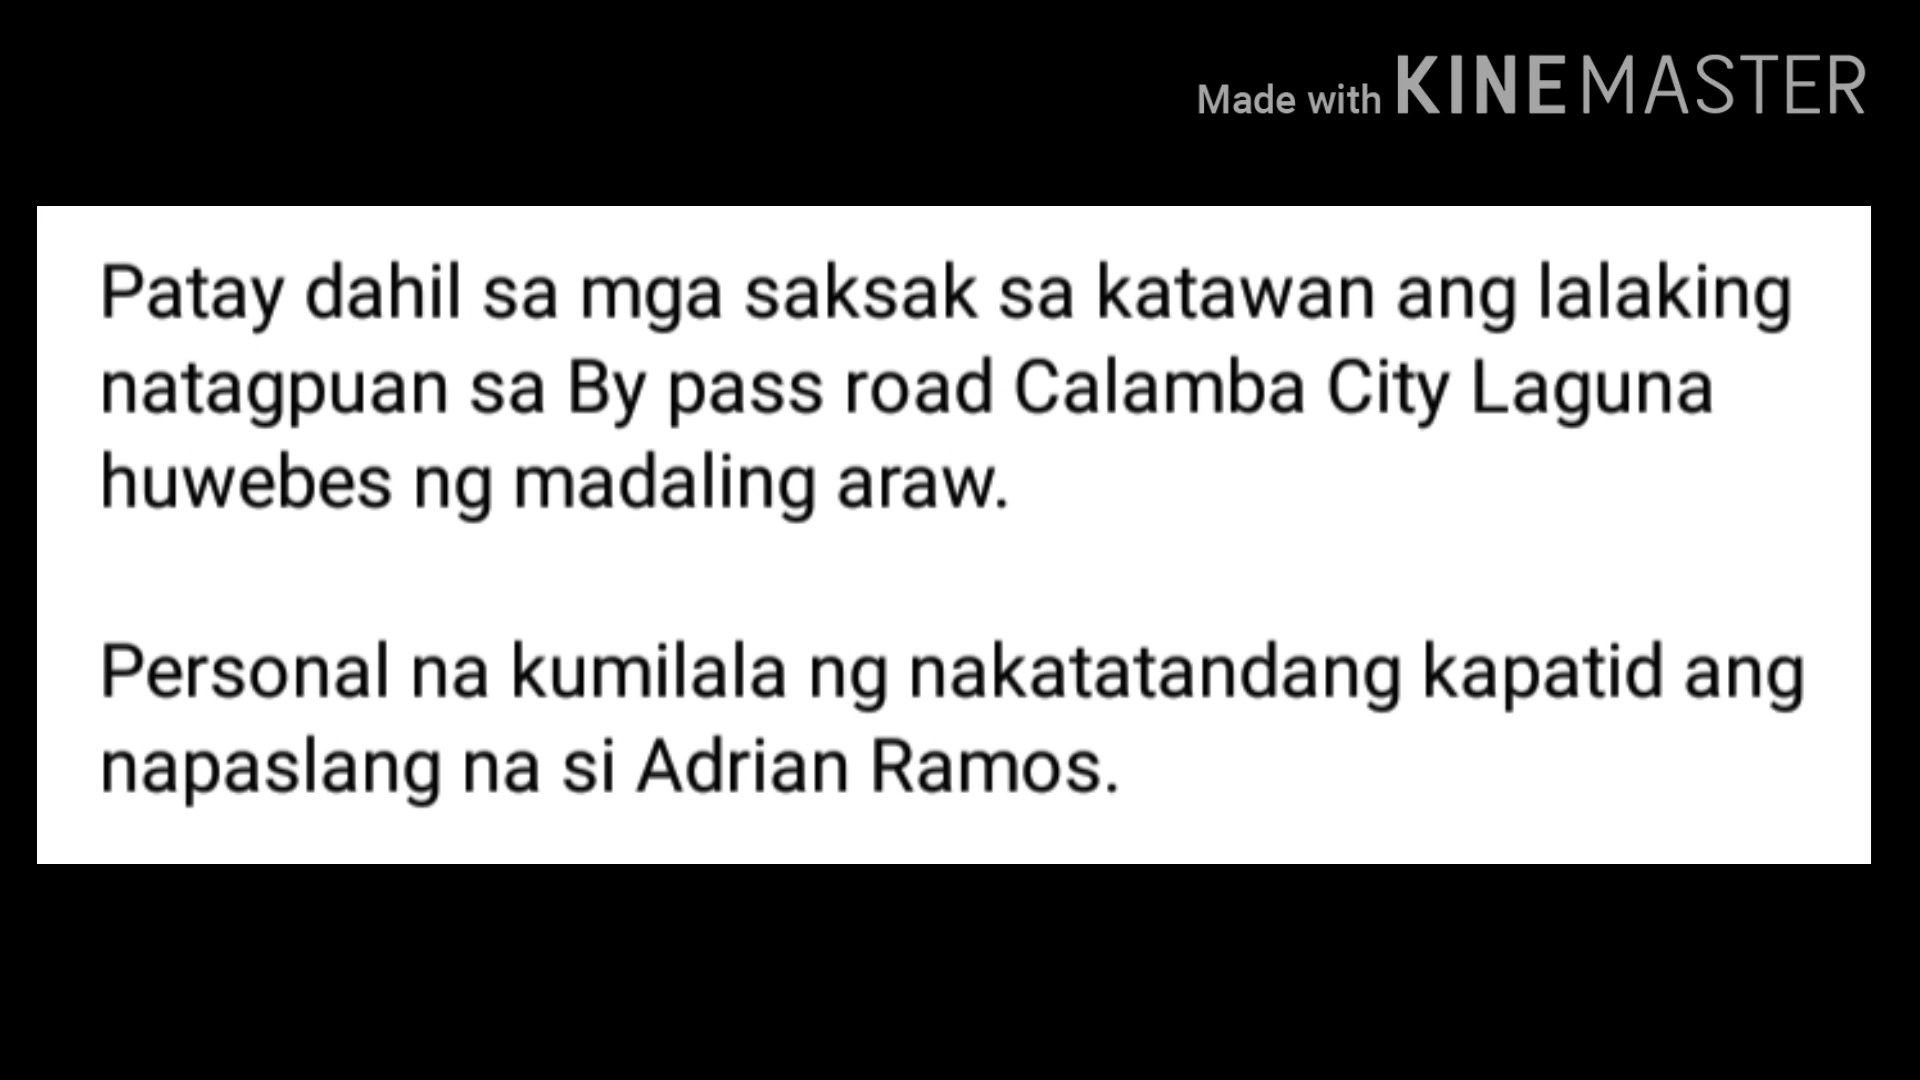 Made with KINEMASTER
Patay dahil sa mga saksak sa katawan ang lalaking
natagpuan sa By pass road Calamba City Laguna
huwebes ng madaling araw.
Personal na kumilala ng nakatatandang kapatid ang
napaslang na si Adrian Ramos.